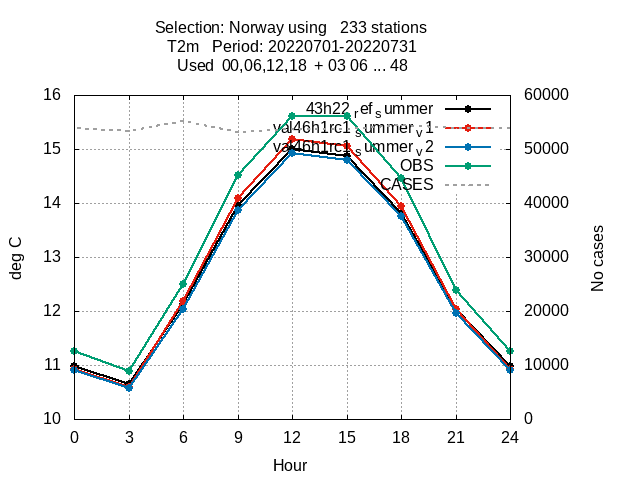 Selection: Norway using   233 stations
T2m   Period: 20220701-20220731
Used  00,06,12,18  + 03 06 ... 48
16
60000
43h22_ref_summer
val46h1rc1_summer_v1
15
val46h1rc1_summer_v2
50000
OBS
CASES
14
40000
deg C
13
30000
No cases
12
20000
11
10000
10
0
0 3 6 9 12 15 18 21 24
Hour